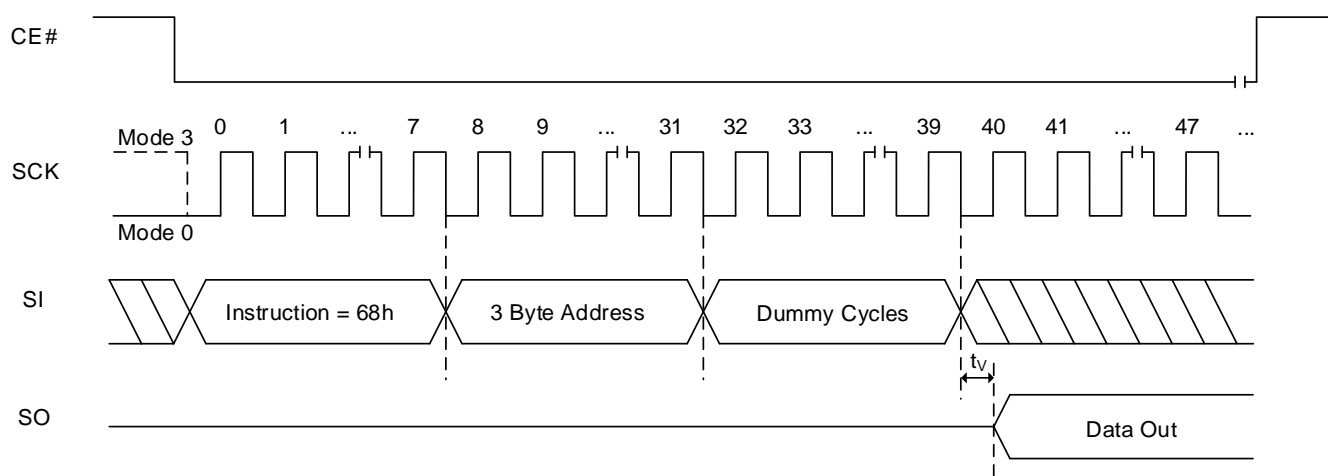 CE#
0 1 ... 7 8 9 ... 31 32 33 ... 39 40 41 ... 47 ...
Mode 3
SCK
Mode 0
SI
Instruction = 68h 3 Byte Address Dummy Cycles
tV
SO
Data Out